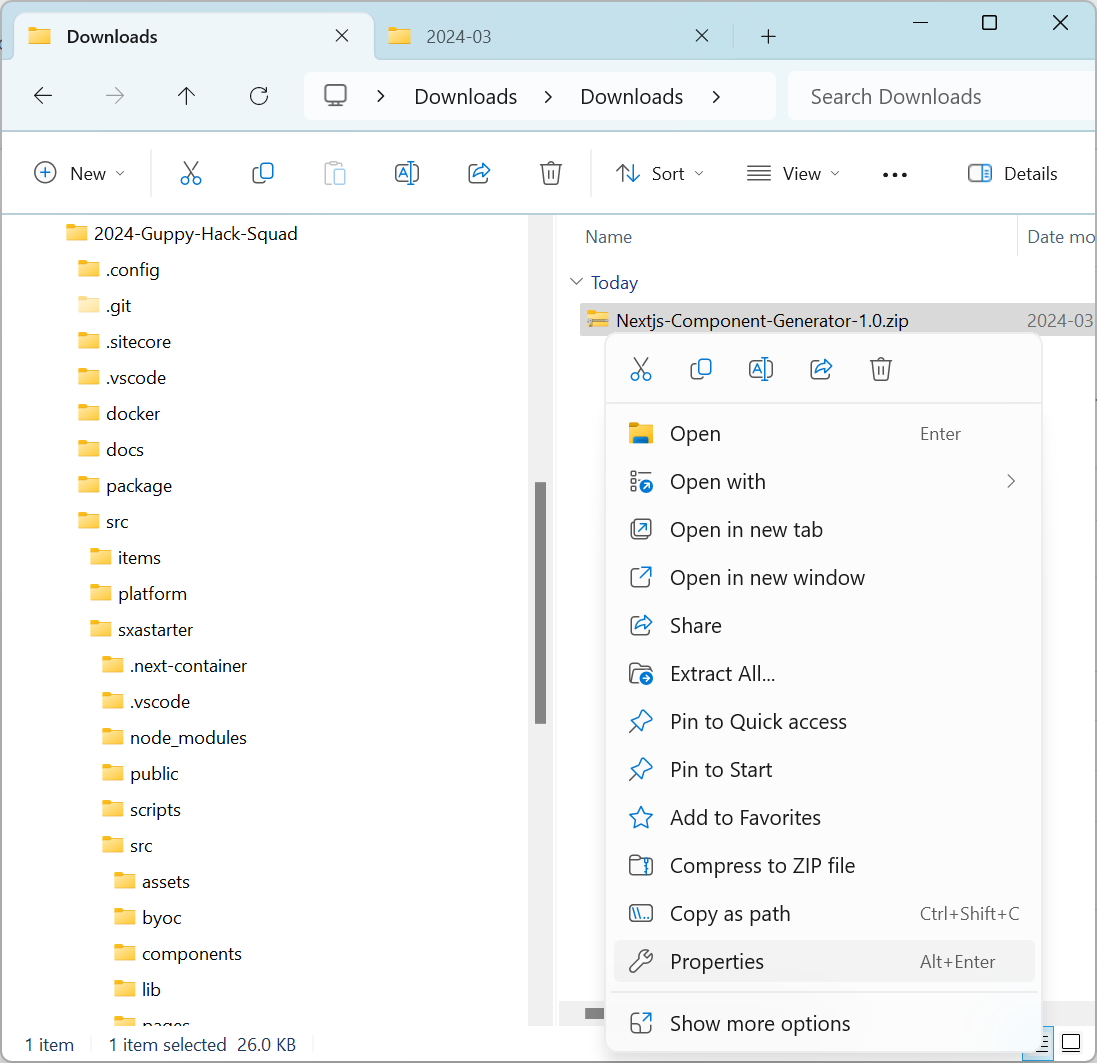 Downloads
2024-03
Downloads
Downloads
Search Downloads
New
Sort
View
Details
2024-Guppy-Hack-Squad
.config
.git
.sitecore
.vscode
docker
docs
package
src
items
platform
sxastarter
.next-container
.vscode
node_modules
public
scripts
src
assets
byoc
components
lib
pages
Name
Date mo
Today
Nextjs-Component-Generator-1.0.zip
2024-03
Open Enter
Open with
Open in new tab
Open in new window
Share
Extract All...
Pin to Quick access
Pin to Start
Add to Favorites
Compress to ZIP file
Copy as path Ctrl+Shift+C
Properties Alt+Enter
Show more options
1 item
1 item selected 26.0 KB